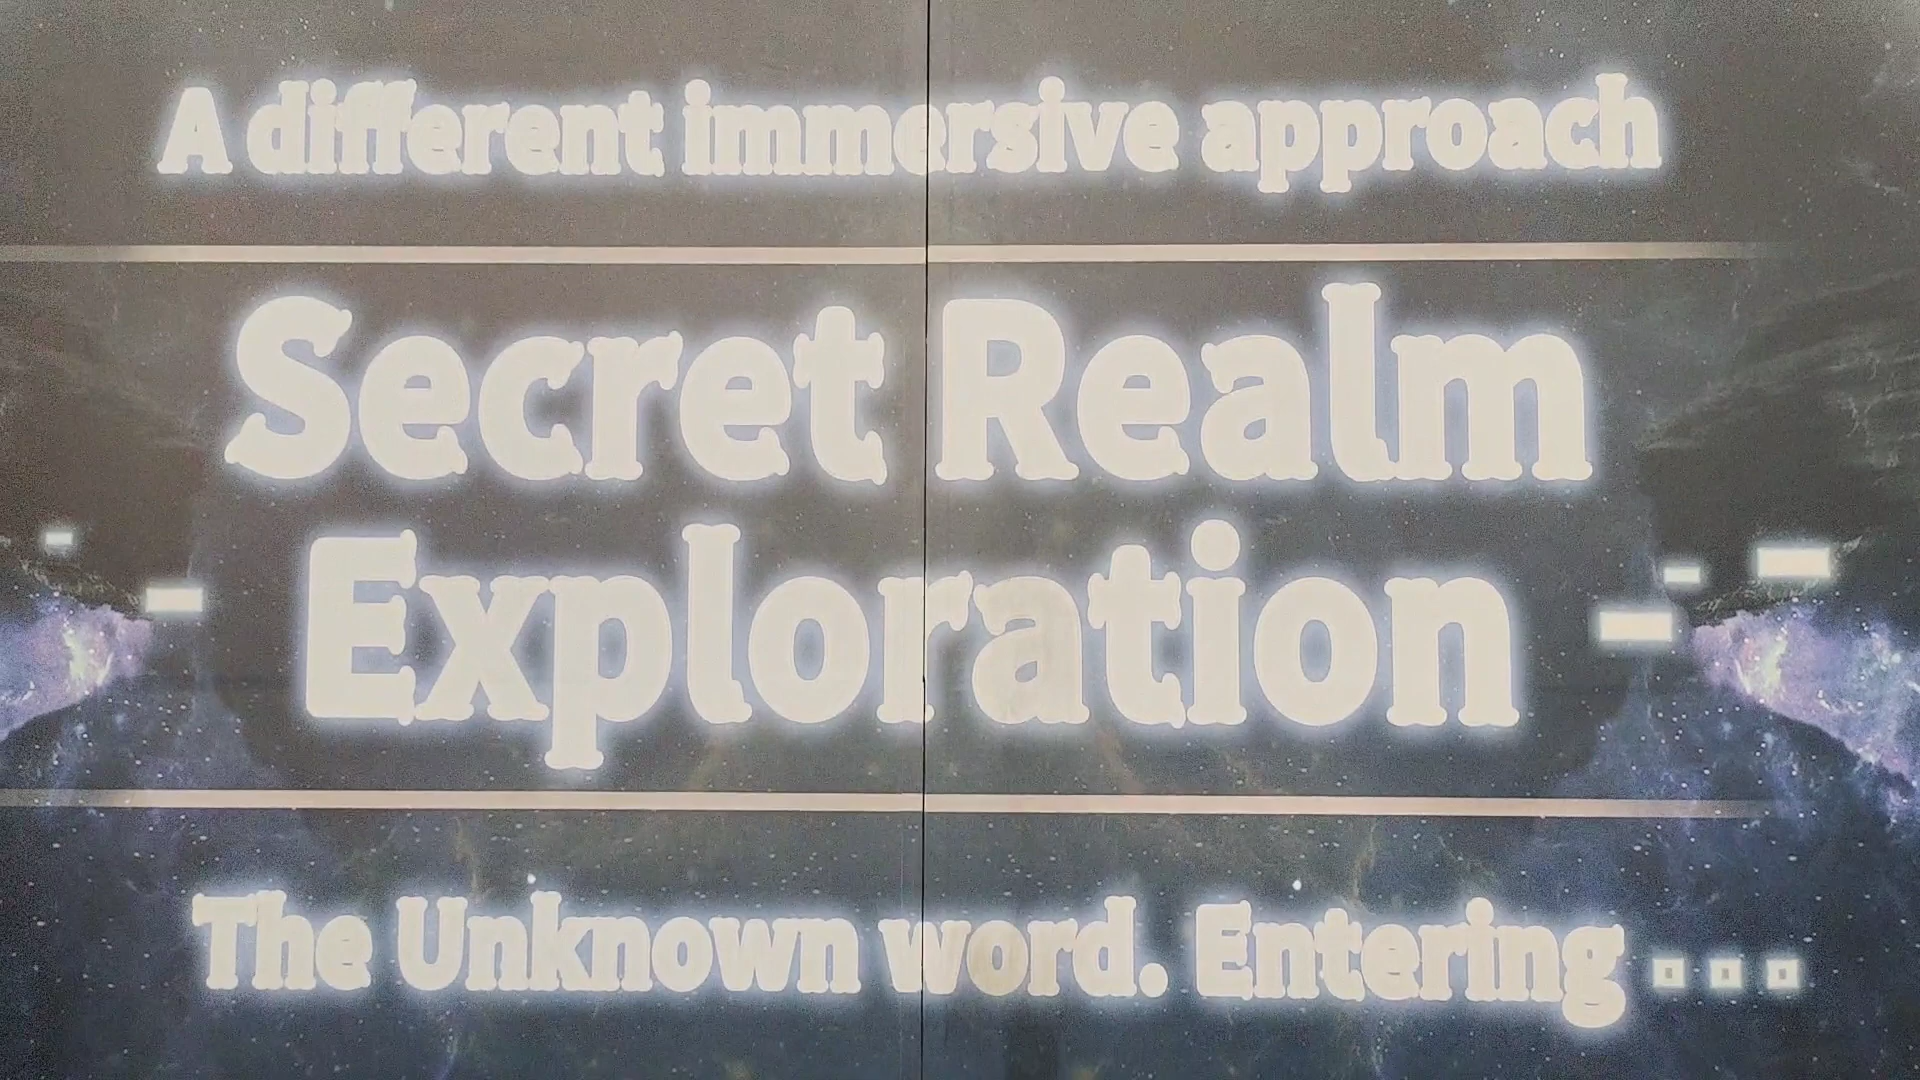 A different immersive approach
Secret Realm
Exploration
The Unknown word. Entering ...